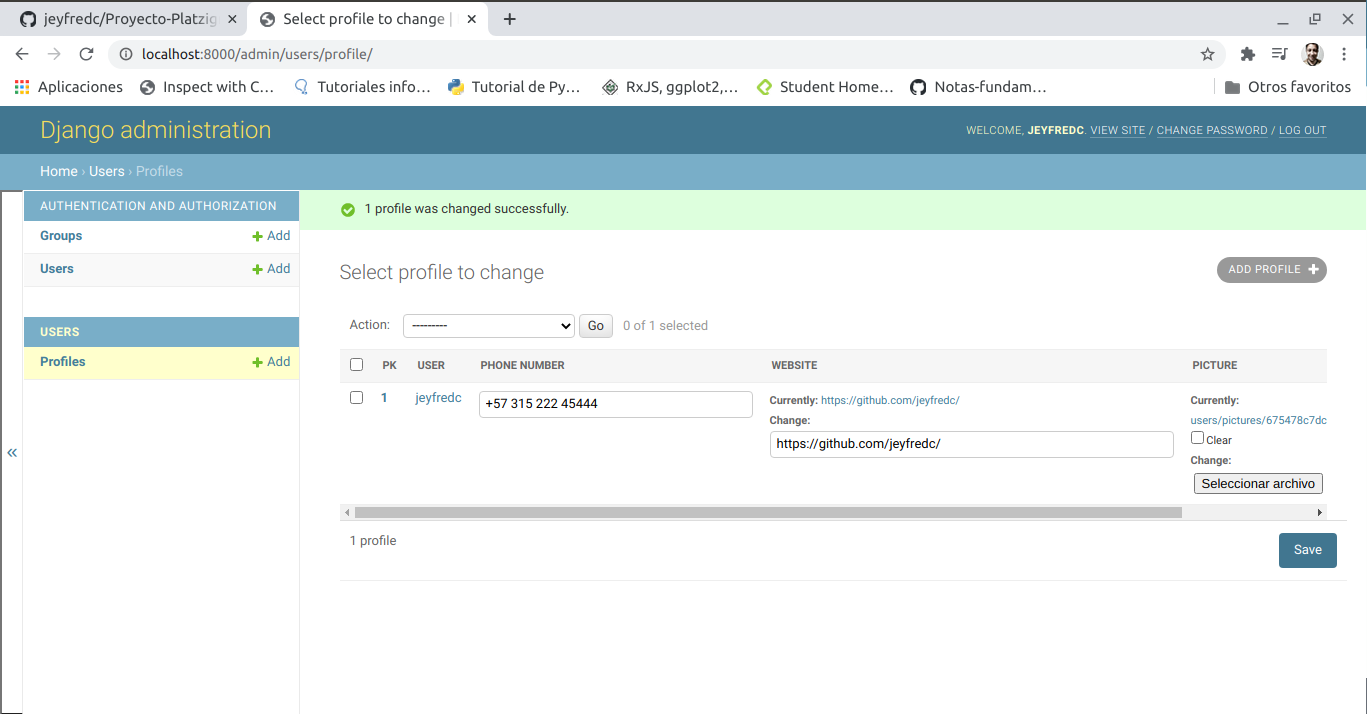 jeyfredc/Proyecto-Platzig
Select profile to change |
localhost:8000/admin/users/profile/
Aplicaciones Inspect with C... Tutoriales info... Tutorial de Py... RxJS, ggplot2,... Student Home... Notas-fundam... Otros favoritos
Django administration
WELCOME, JEYFREDC. VIEW SITE / CHANGE PASSWORD / LOG OUT
Home › Users › Profiles
AUTHENTICATION AND AUTHORIZATION
Groups + Add
Users + Add
USERS
Profiles + Add
«
1 profile was changed successfully.
Select profile to change
ADD PROFILE +
Action: --------- Go 0 of 1 selected
PK USER PHONE NUMBER WEBSITE PICTURE
1 jeyfredc +57 315 222 45444
Currently: https://github.com/jeyfredc/
Change:
https://github.com/jeyfredc/
Currently:
users/pictures/675478c7dc
Clear
Change:
Seleccionar archivo
1 profile
Save